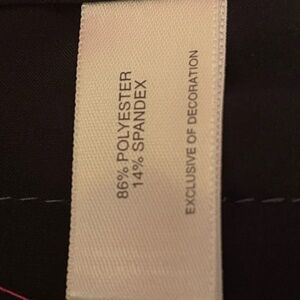 86% POLYESTER
14% SPANDEX
EXCLUSIVE OF DECORATION